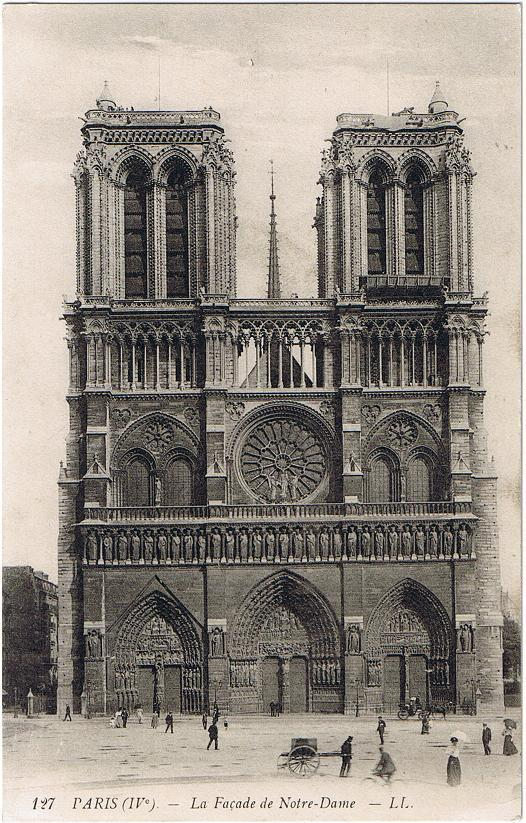 127 PARIS (IVe). — La Façade de Notre-Dame — LL.